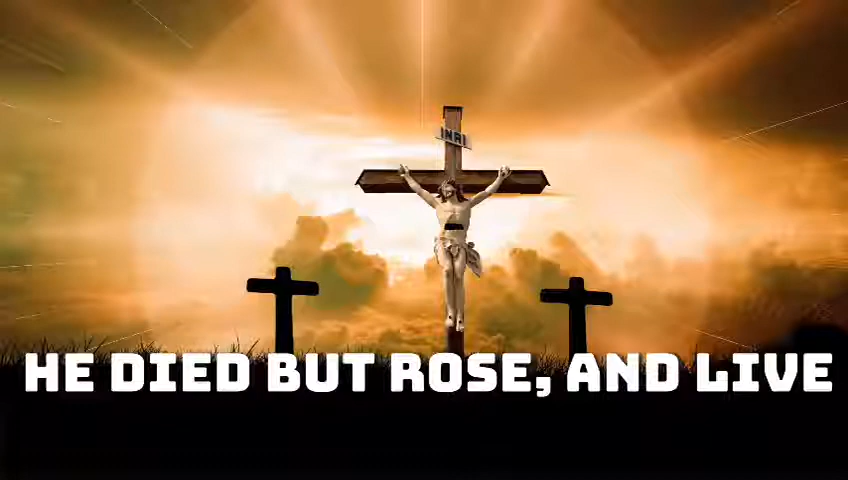 INRI
HE DIED BUT ROSE, AND LIVE